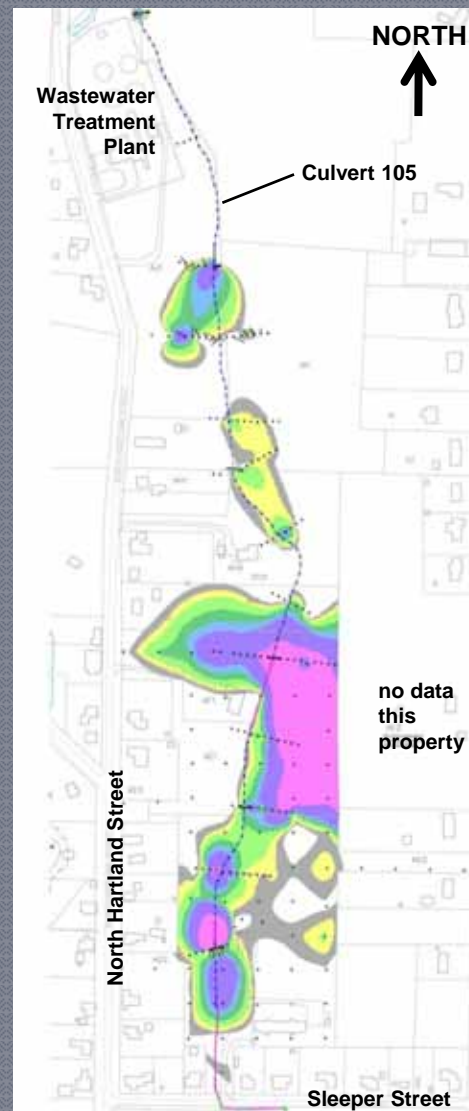 NORTH
Wastewater
Treatment
Plant
Culvert 105
no data
this
property
North Hartland Street
Sleeper Street